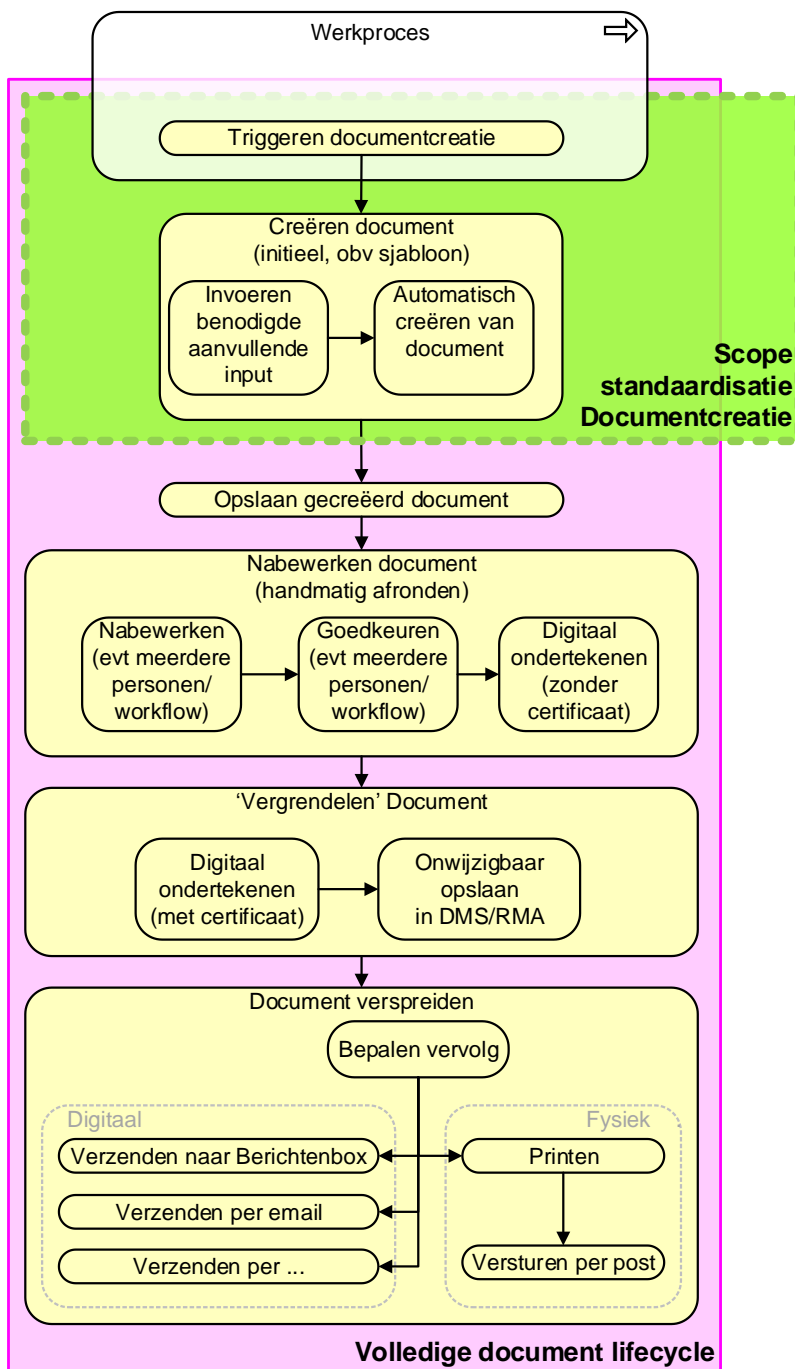 Werkproces
Triggeren documentcreatie
Creëren document
(initieel, obv sjabloon)
Invoeren
benodigde
aanvullende
input
Automatisch
creëren van
document
Scope
standaardisatie
Documentcreatie
Opslaan gecreëerd document
Nabewerken document
(handmatig afronden)
Nabewerken
(evt meerdere
personen/
workflow)
Goedkeuren
(evt meerdere
personen/
workflow)
Digitaal
ondertekenen
(zonder
certificaat)
‘Vergrendelen’ Document
Digitaal
ondertekenen
(met certificaat)
Onwijzigbaar
opslaan
in DMS/RMA
Document verspreiden
Bepalen vervolg
Digitaal
Fysiek
Verzenden naar Berichtenbox
Printen
Verzenden per email
Verzenden per ...
Versturen per post
Volledige document lifecycle